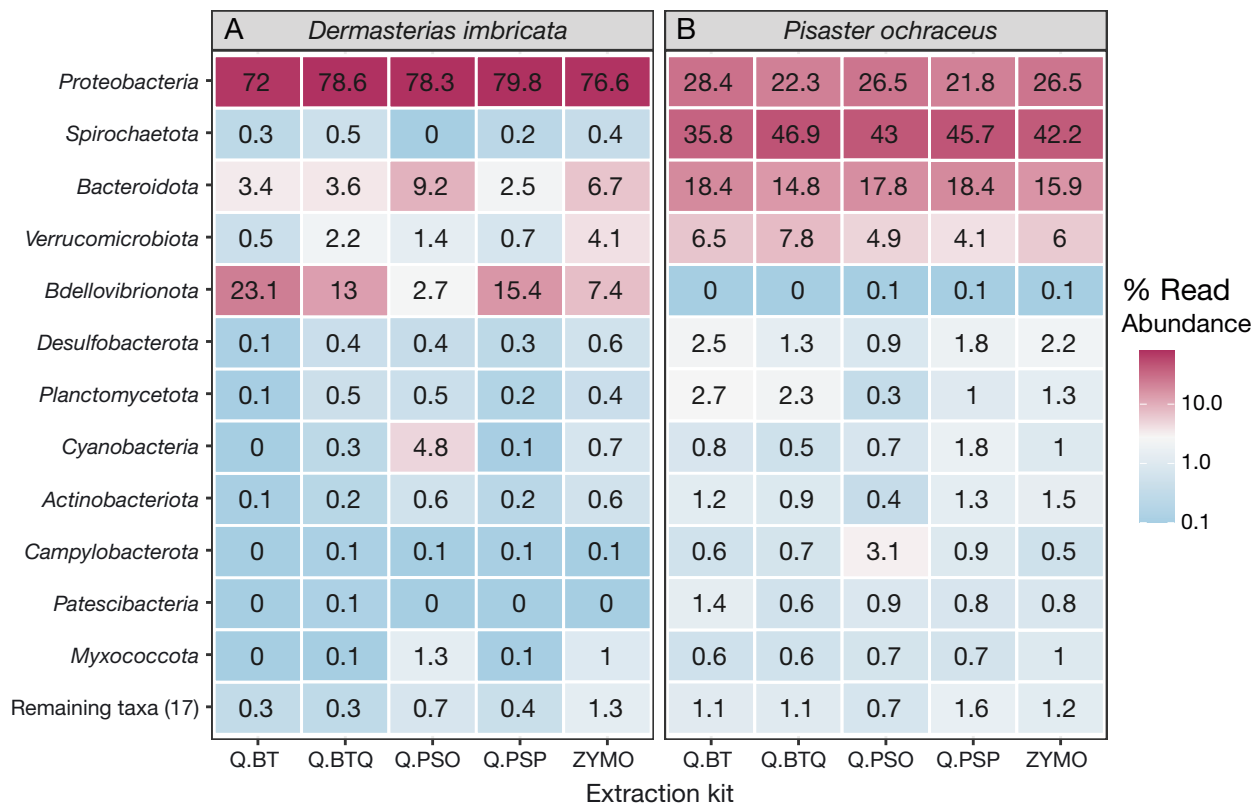 A Dermasterias imbricata B Pisaster ochraceus
Proteobacteria 72 78.6 78.3 79.8 76.6 28.4 22.3 26.5 21.8 26.5
Spirochaetota 0.3 0.5 0 0.2 0.4 35.8 46.9 43 45.7 42.2
Bacteroidota 3.4 3.6 9.2 2.5 6.7 18.4 14.8 17.8 18.4 15.9
Verrucomicrobiota 0.5 2.2 1.4 0.7 4.1 6.5 7.8 4.9 4.1 6
Bdellovibrionota 23.1 13 2.7 15.4 7.4 0 0 0.1 0.1 0.1
Desulfobacterota 0.1 0.4 0.4 0.3 0.6 2.5 1.3 0.9 1.8 2.2
Planctomycetota 0.1 0.5 0.5 0.2 0.4 2.7 2.3 0.3 1 1.3
Cyanobacteria 0 0.3 4.8 0.1 0.7 0.8 0.5 0.7 1.8 1
Actinobacteriota 0.1 0.2 0.6 0.2 0.6 1.2 0.9 0.4 1.3 1.5
Campylobacterota 0 0.1 0.1 0.1 0.1 0.6 0.7 3.1 0.9 0.5
Patescibacteria 0 0.1 0 0 0 1.4 0.6 0.9 0.8 0.8
Myxococcota 0 0.1 1.3 0.1 1 0.6 0.6 0.7 0.7 1
Remaining taxa (17) 0.3 0.3 0.7 0.4 1.3 1.1 1.1 0.7 1.6 1.2
Q.BT Q.BTQ Q.PSO Q.PSP ZYMO Q.BT Q.BTQ Q.PSO Q.PSP ZYMO
Extraction kit
% Read
Abundance
10.0
1.0
0.1